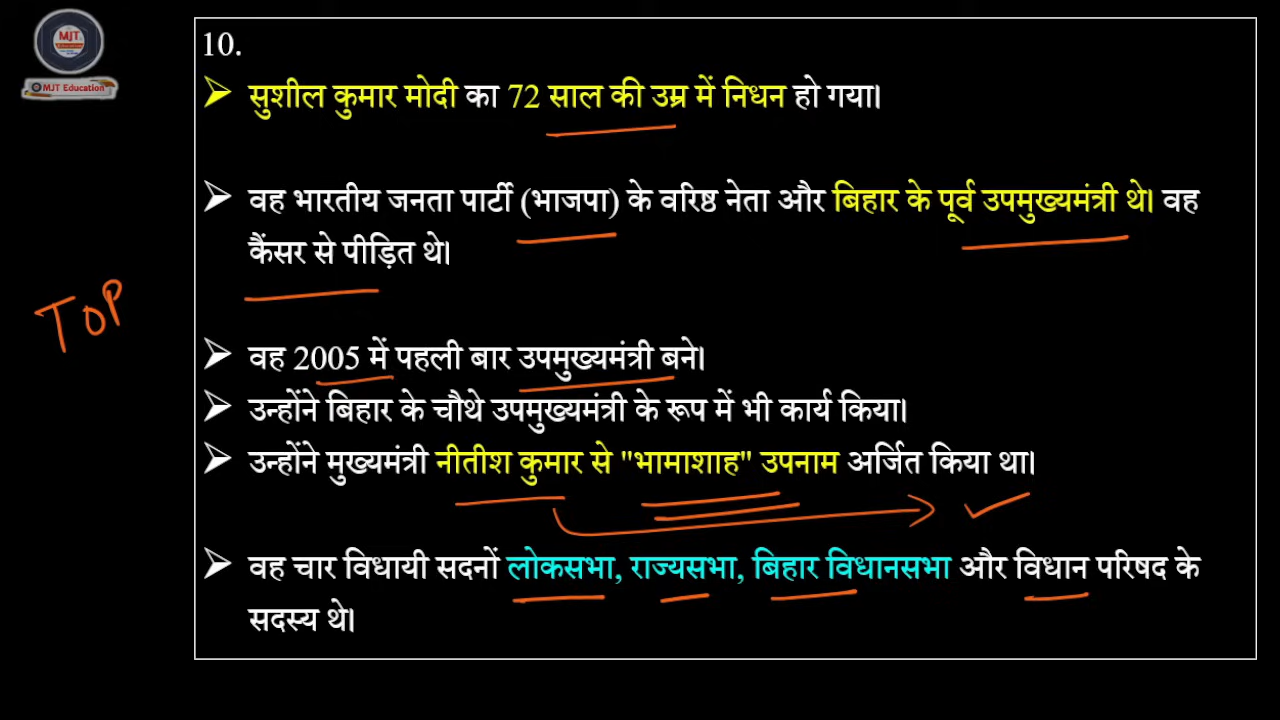 MJT
MJT Education
10.
सुशील कुमार मोदी का 72 साल की उम्र में निधन हो गया।
वह भारतीय जनता पार्टी (भाजपा) के वरिष्ठ नेता और बिहार के पूर्व उपमुख्यमंत्री थे। वह
कैंसर से पीड़ित थे।
TOP
वह 2005 में पहली बार उपमुख्यमंत्री बने।
उन्होंने बिहार के चौथे उपमुख्यमंत्री के रूप में भी कार्य किया।
उन्होंने मुख्यमंत्री नीतीश कुमार से "भामाशाह" उपनाम अर्जित किया था।
वह चार विधायी सदनों लोकसभा, राज्यसभा, बिहार विधानसभा और विधान परिषद के
सदस्य थे।